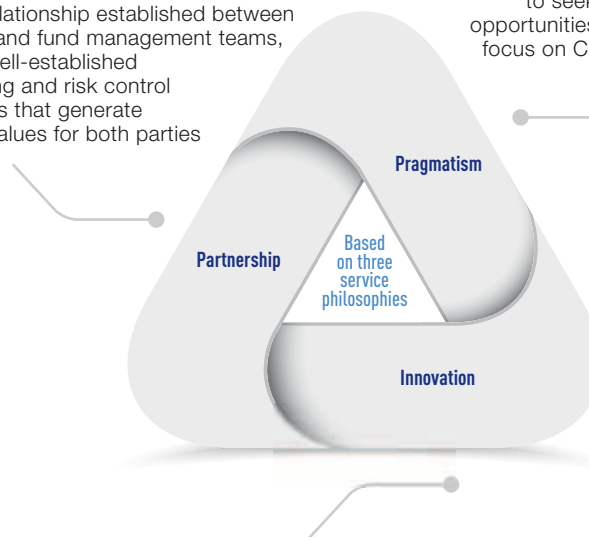 lationship established between
and fund management teams,
ell-established
ng and risk control
s that generate
alues for both parties
to seek
opportunities
focus on C
Pragmatism
Partnership
Based
on three
service
philosophies
Innovation